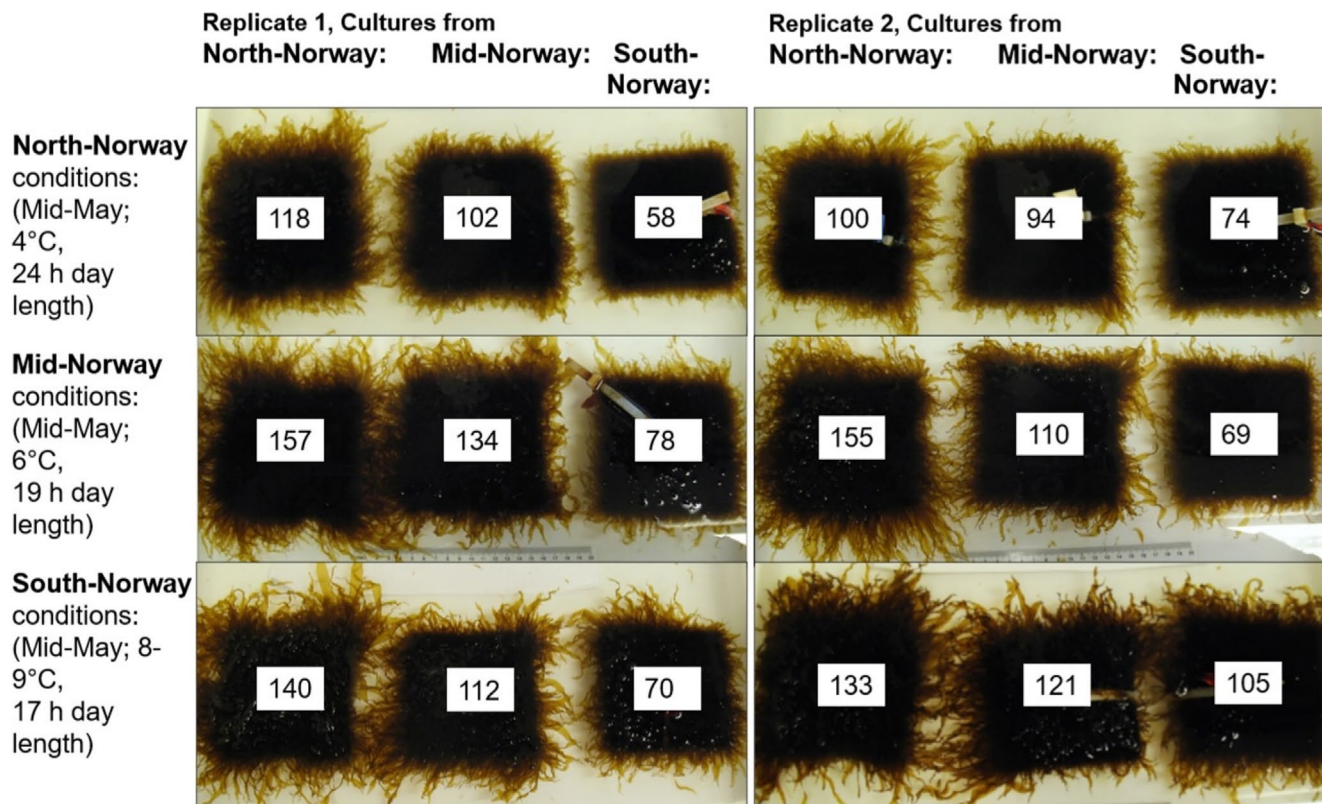 Replicate 1, Cultures from
North-Norway: Mid-Norway: South-
Norway:
Replicate 2, Cultures from
North-Norway: Mid-Norway: South-
Norway:
North-Norway
conditions:
(Mid-May;
4°C,
24 h day
length)
118 102 58 100 94 74
Mid-Norway
conditions:
(Mid-May;
6°C,
19 h day
length)
157 134 78 155 110 69
South-Norway
conditions:
(Mid-May; 8-
9°C,
17 h day
length)
140 112 70 133 121 105